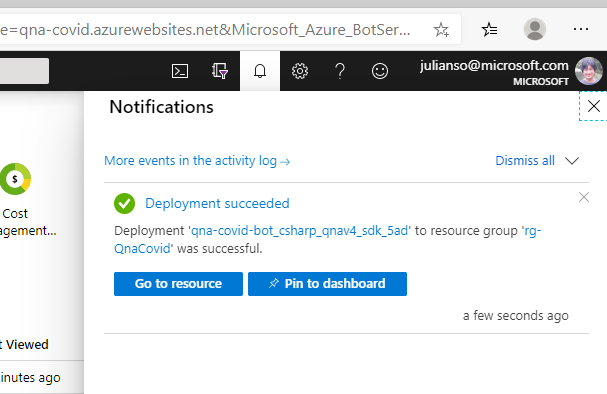 e=qna-covid.azurewebsites.net&Microsoft_Azure_BotSer...
julianso@microsoft.com
MICROSOFT
Notifications
More events in the activity log →
Dismiss all
Deployment succeeded
Deployment 'qna-covid-bot_csharp_qnav4_sdk_5ad' to resource group 'rg-
QnaCovid' was successful.
Go to resource
Pin to dashboard
a few seconds ago
$
Cost
agement...
t Viewed
inutes ago